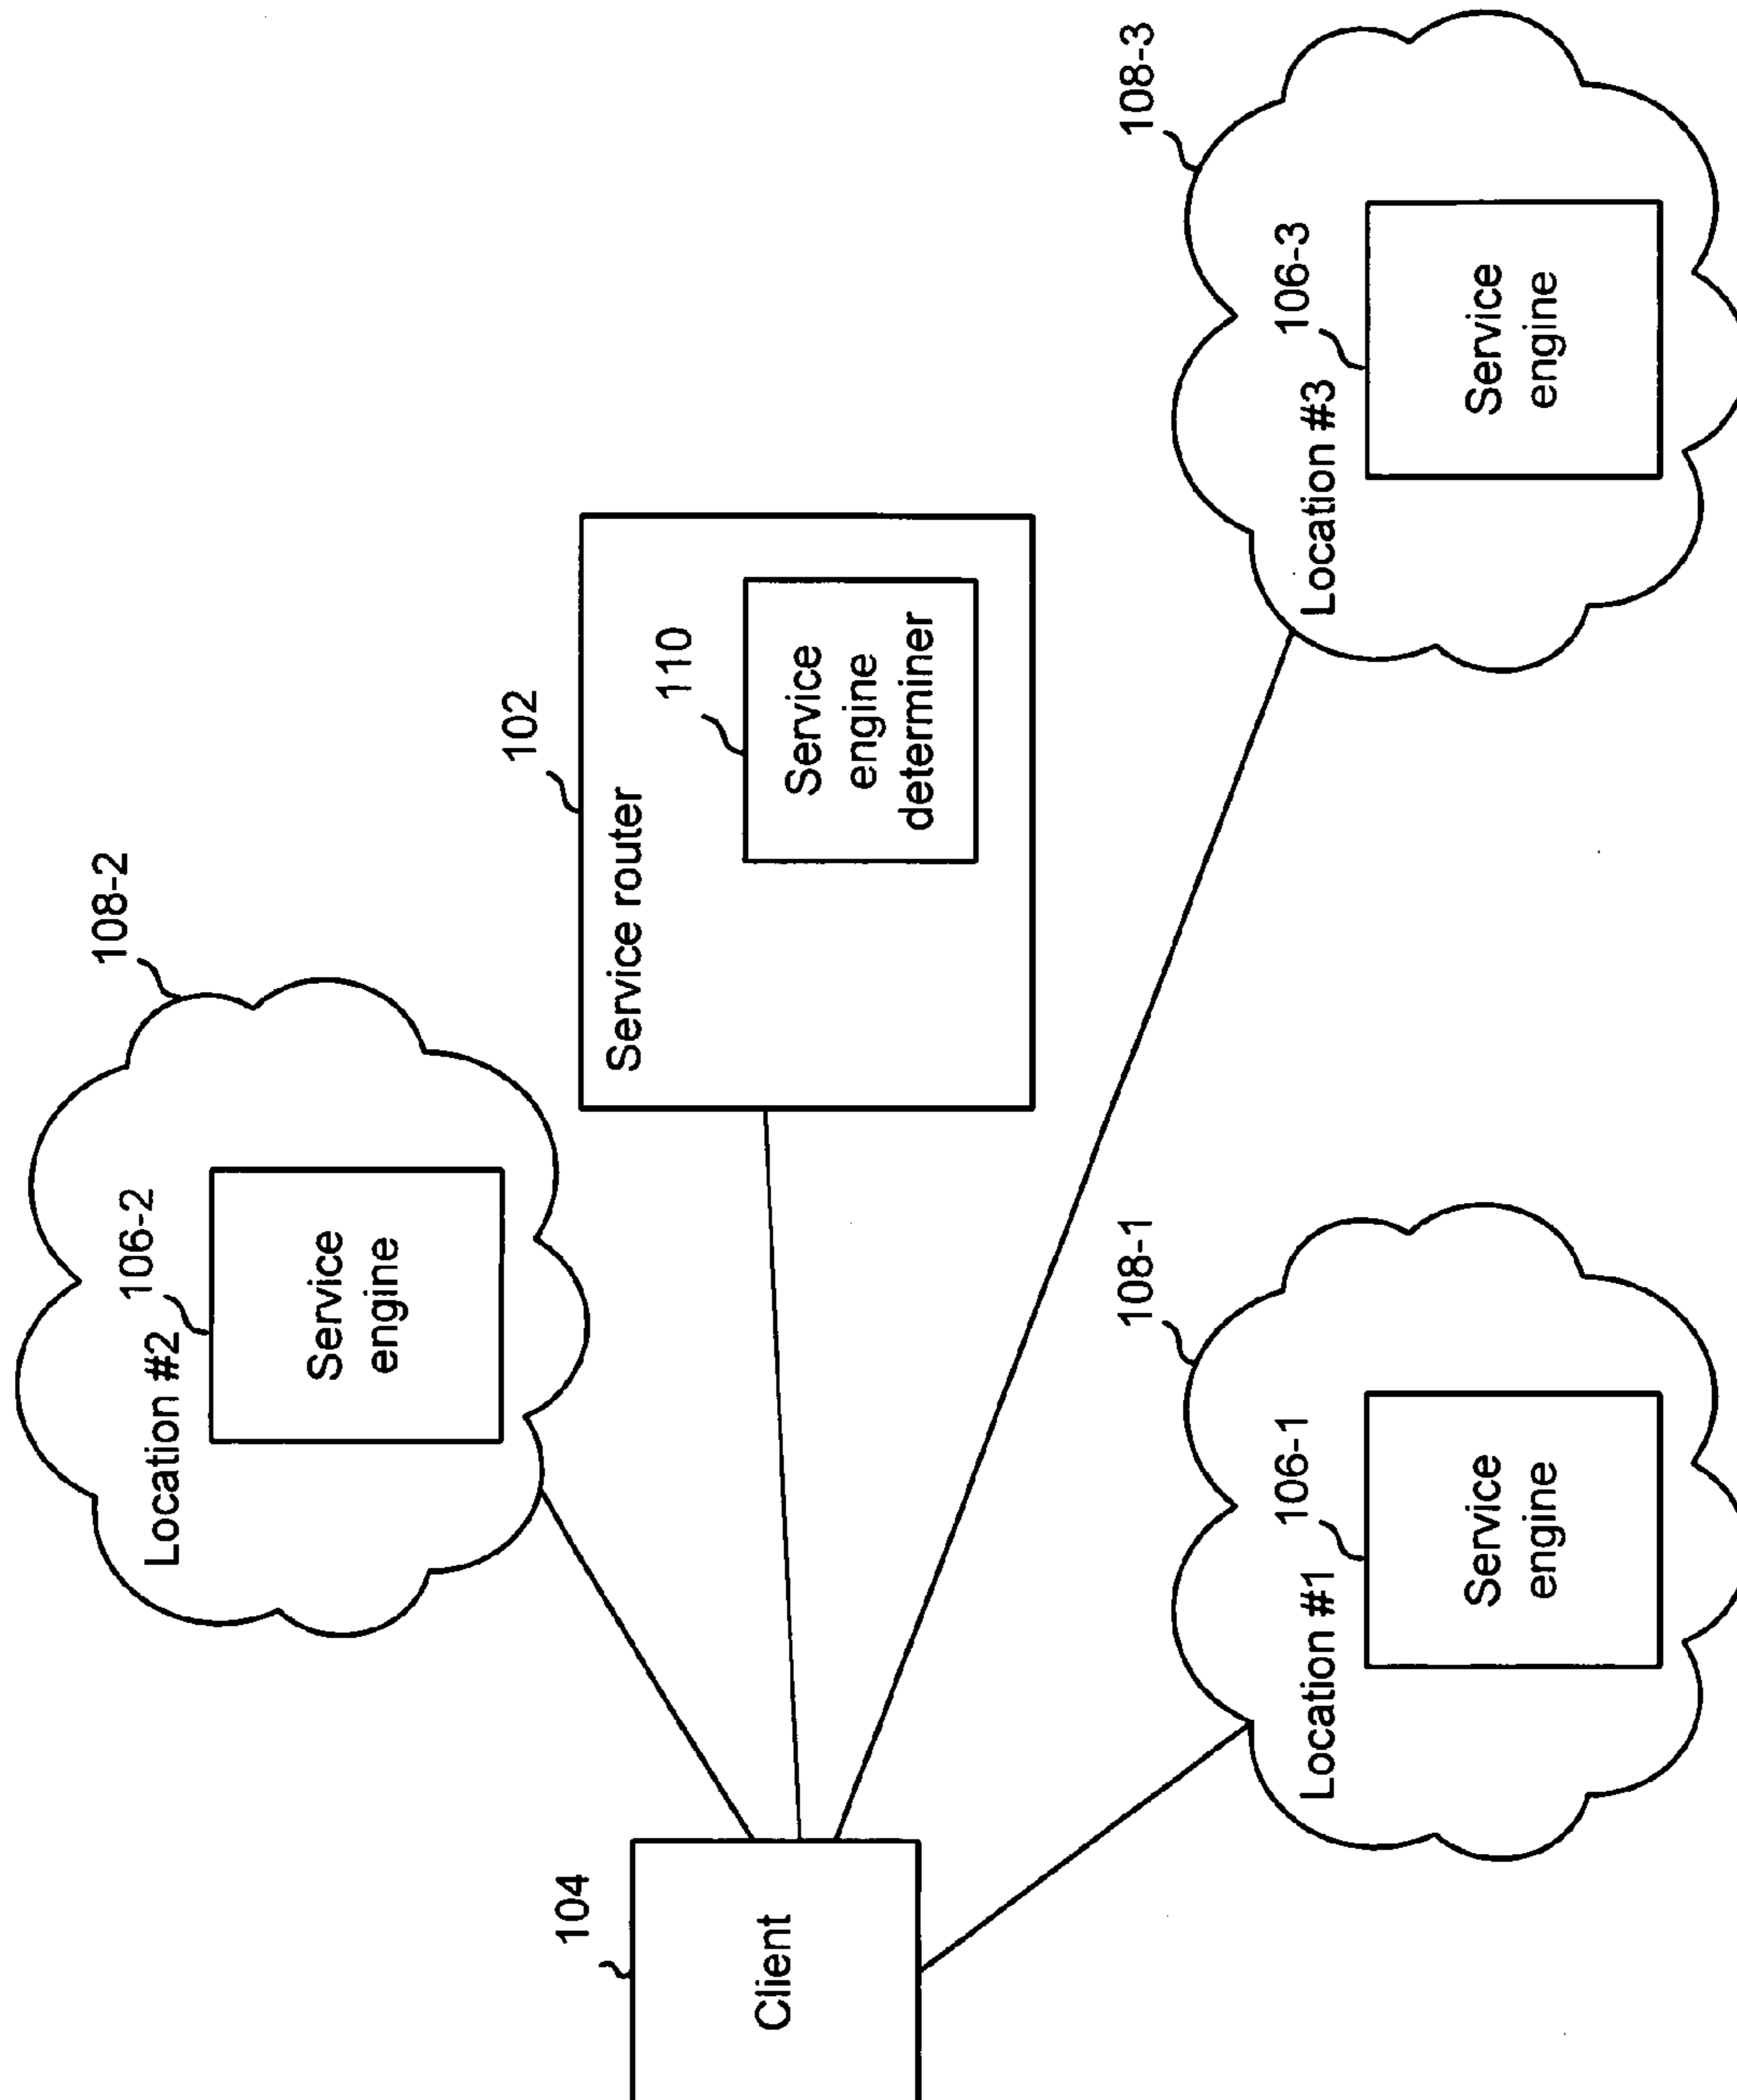 108-2
Location #2
106-2
Service
engine
104
Client
102
Service router
110
Service
engine
determiner
108-1
Location #1
106-1
Service
engine
108-3
Location #3
106-3
Service
engine